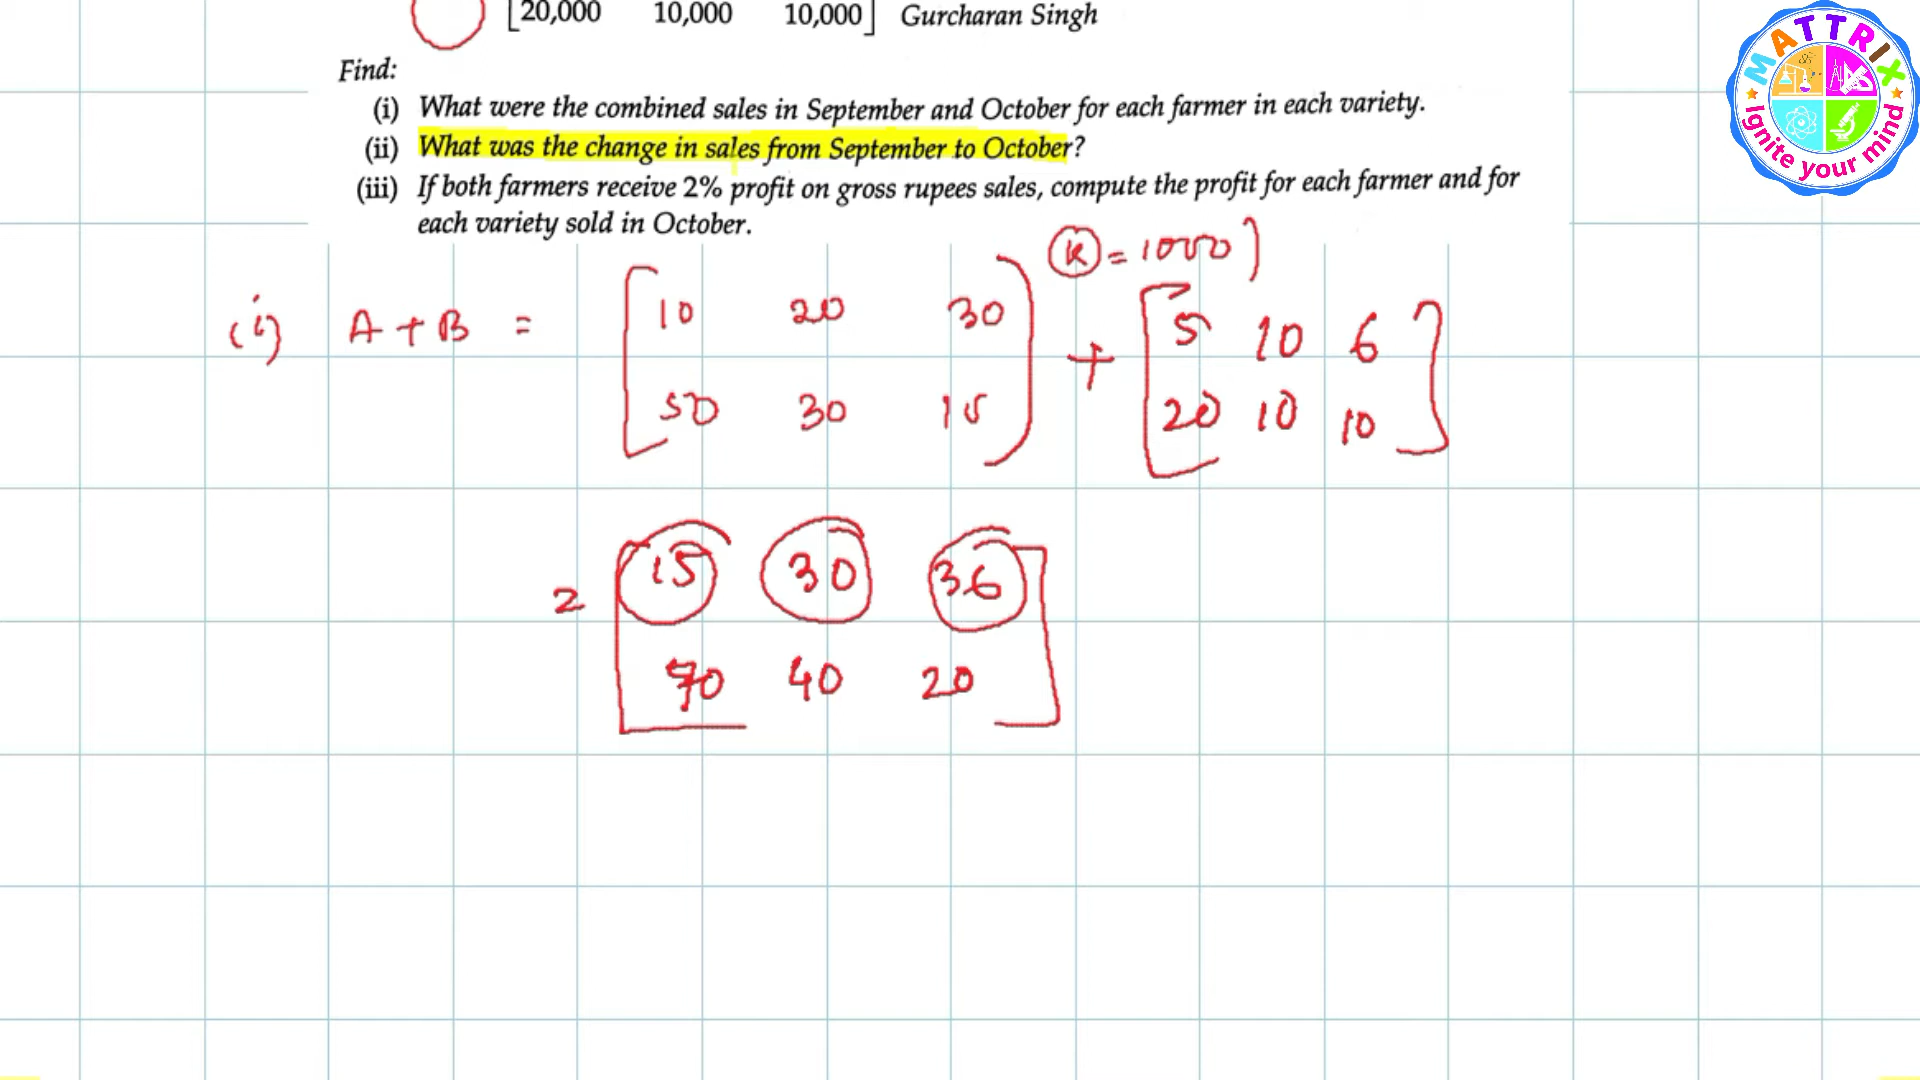 [20,000 10,000 10,000] Gurcharan Singh
Find:
(i) What were the combined sales in September and October for each farmer in each variety.
(ii) What was the change in sales from September to October?
(iii) If both farmers receive 2% profit on gross rupees sales, compute the profit for each farmer and for
each variety sold in October.
K = 1000)
(i) A + B = [10 20 30 + [5 10 6
50 30 15] 20 10 10]
= [15 30 36
70 40 20]
MATTRIX
Ignite your mind